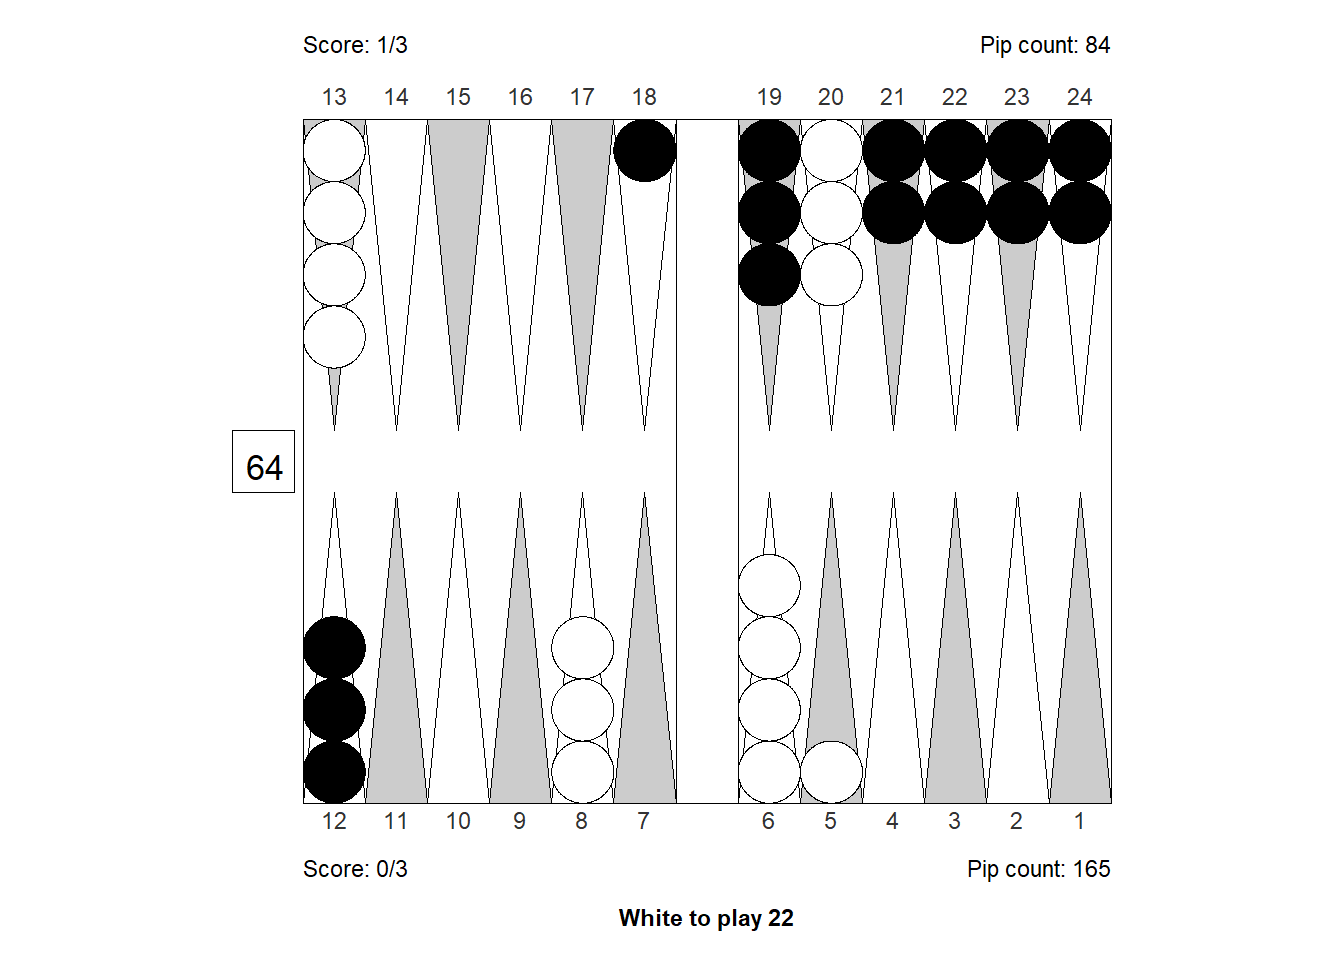 Score: 1/3 Pip count: 84
13 14 15 16 17 18 19 20 21 22 23 24
64
12 11 10 9 8 7 6 5 4 3 2 1
Score: 0/3 Pip count: 165
White to play 22